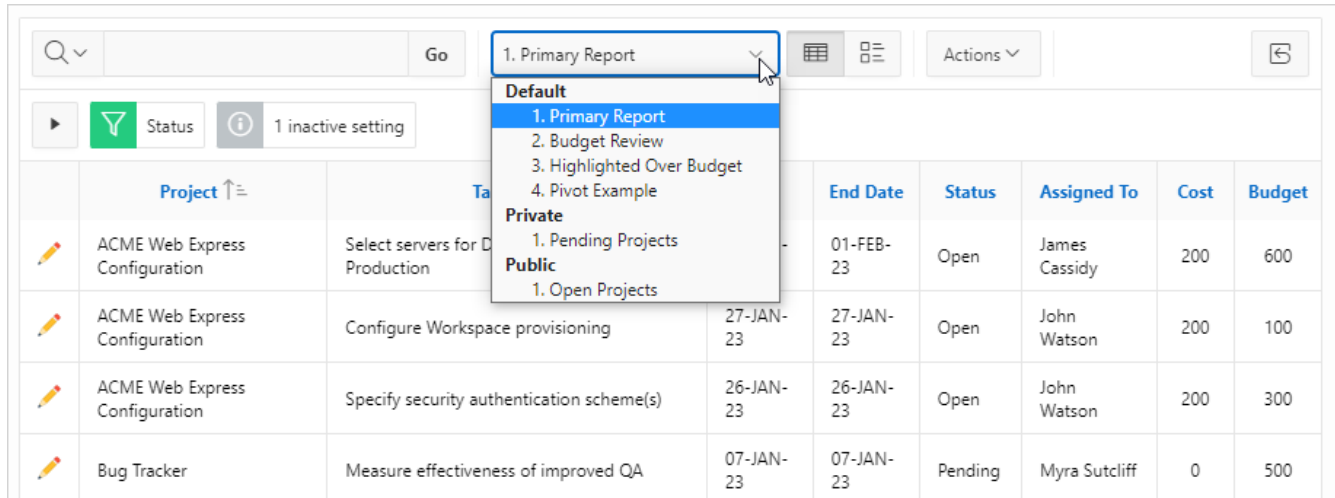 Go
1. Primary Report
Actions
Default
1. Primary Report
2. Budget Review
3. Highlighted Over Budget
4. Pivot Example
Private
1. Pending Projects
Public
1. Open Projects
Status
1 inactive setting
Project
Ta
End Date
Status
Assigned To
Cost
Budget
ACME Web Express
Configuration
Select servers for D
Production
-
01-FEB-
23
Open
James
Cassidy
200
600
ACME Web Express
Configuration
Configure Workspace provisioning
27-JAN-
23
27-JAN-
23
Open
John
Watson
200
100
ACME Web Express
Configuration
Specify security authentication scheme(s)
26-JAN-
23
26-JAN-
23
Open
John
Watson
200
300
Bug Tracker
Measure effectiveness of improved QA
07-JAN-
23
07-JAN-
23
Pending
Myra Sutcliff
0
500